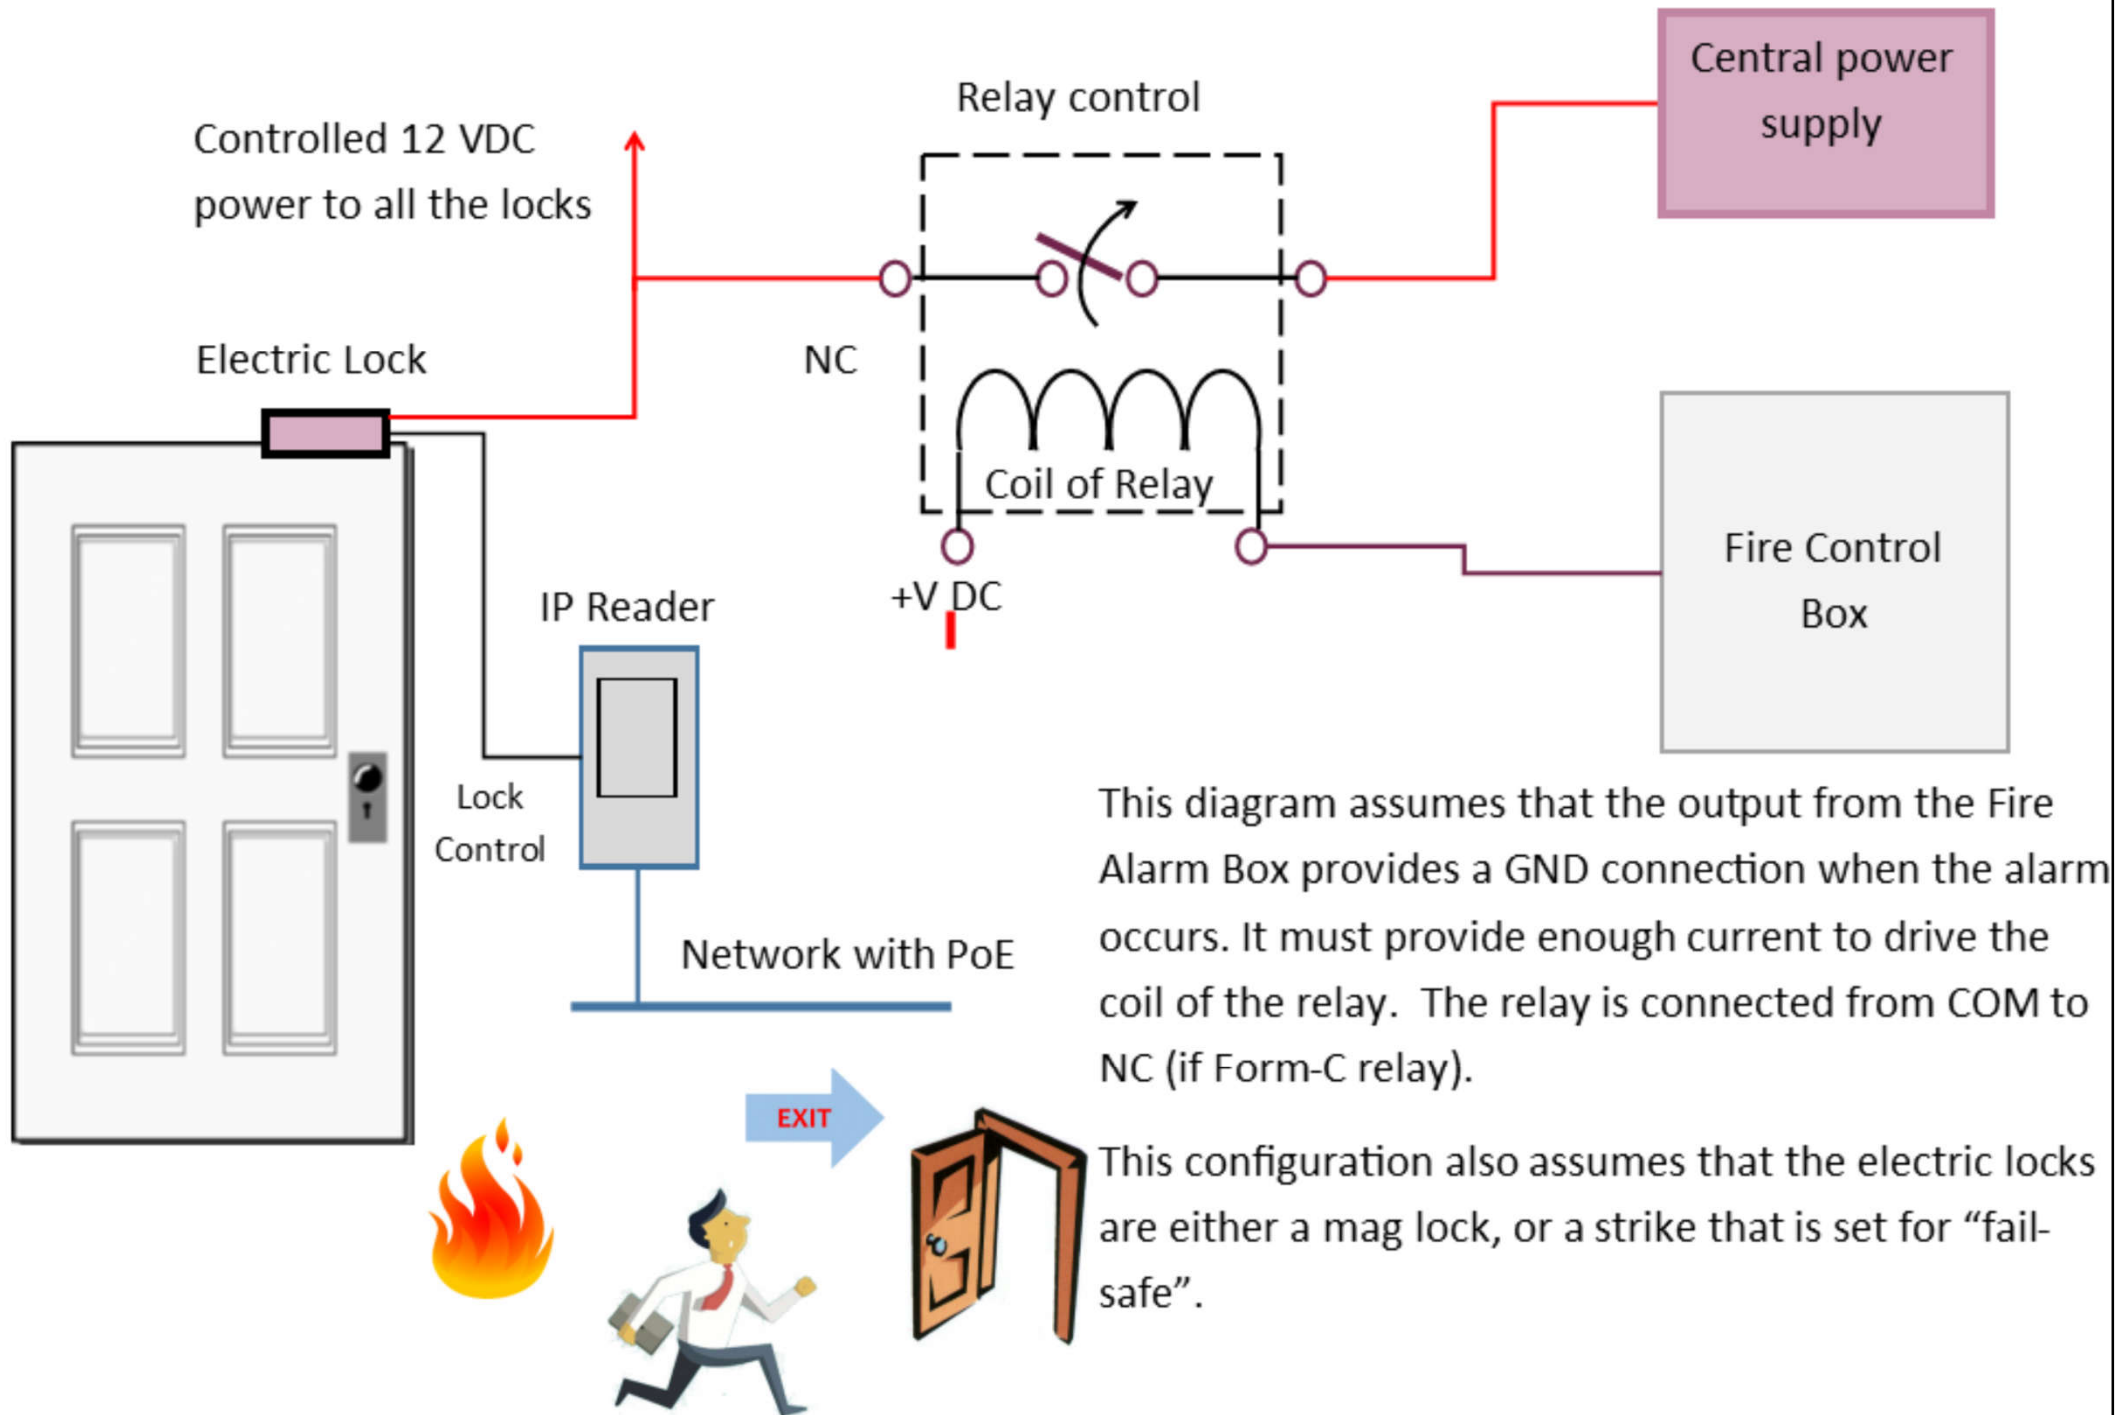 Central power
supply
Relay control
Controlled 12 VDC
power to all the locks
Electric Lock
NC
Coil of Relay
+V DC
Fire Control
Box
IP Reader
Lock
Control
Network with PoE
This diagram assumes that the output from the Fire
Alarm Box provides a GND connection when the alarm
occurs. It must provide enough current to drive the
coil of the relay.  The relay is connected from COM to
NC (if Form-C relay).
EXIT
This configuration also assumes that the electric locks
are either a mag lock, or a strike that is set for “fail-
safe”.